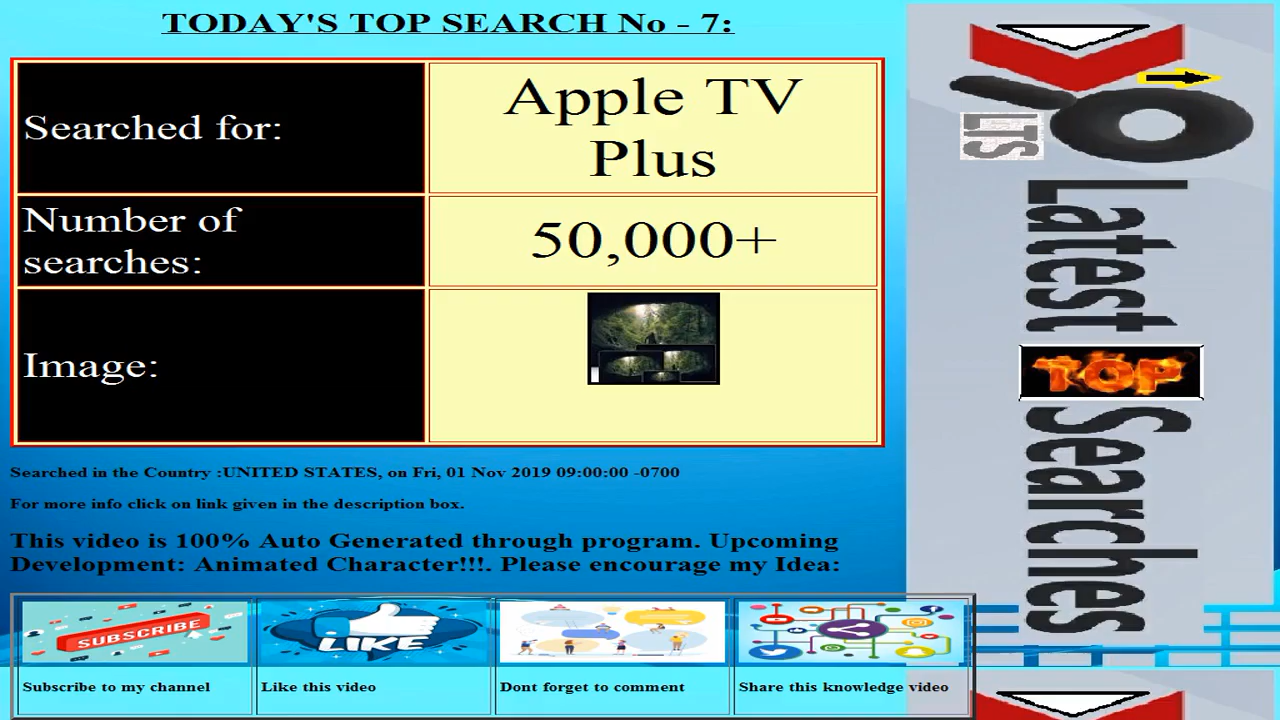 TODAY'S TOP SEARCH No - 7:
Searched for:
Apple TV
Plus
Number of
searches:
50,000+
Image:
Searched in the Country :UNITED STATES, on Fri, 01 Nov 2019 09:00:00 -0700
For more info click on link given in the description box.
This video is 100% Auto Generated through program. Upcoming
Development: Animated Character!!!. Please encourage my Idea:
SUBSCRIBE
LIKE
Subscribe to my channel
Like this video
Dont forget to comment
Share this knowledge video
LTS
Latest
TOP
Searches